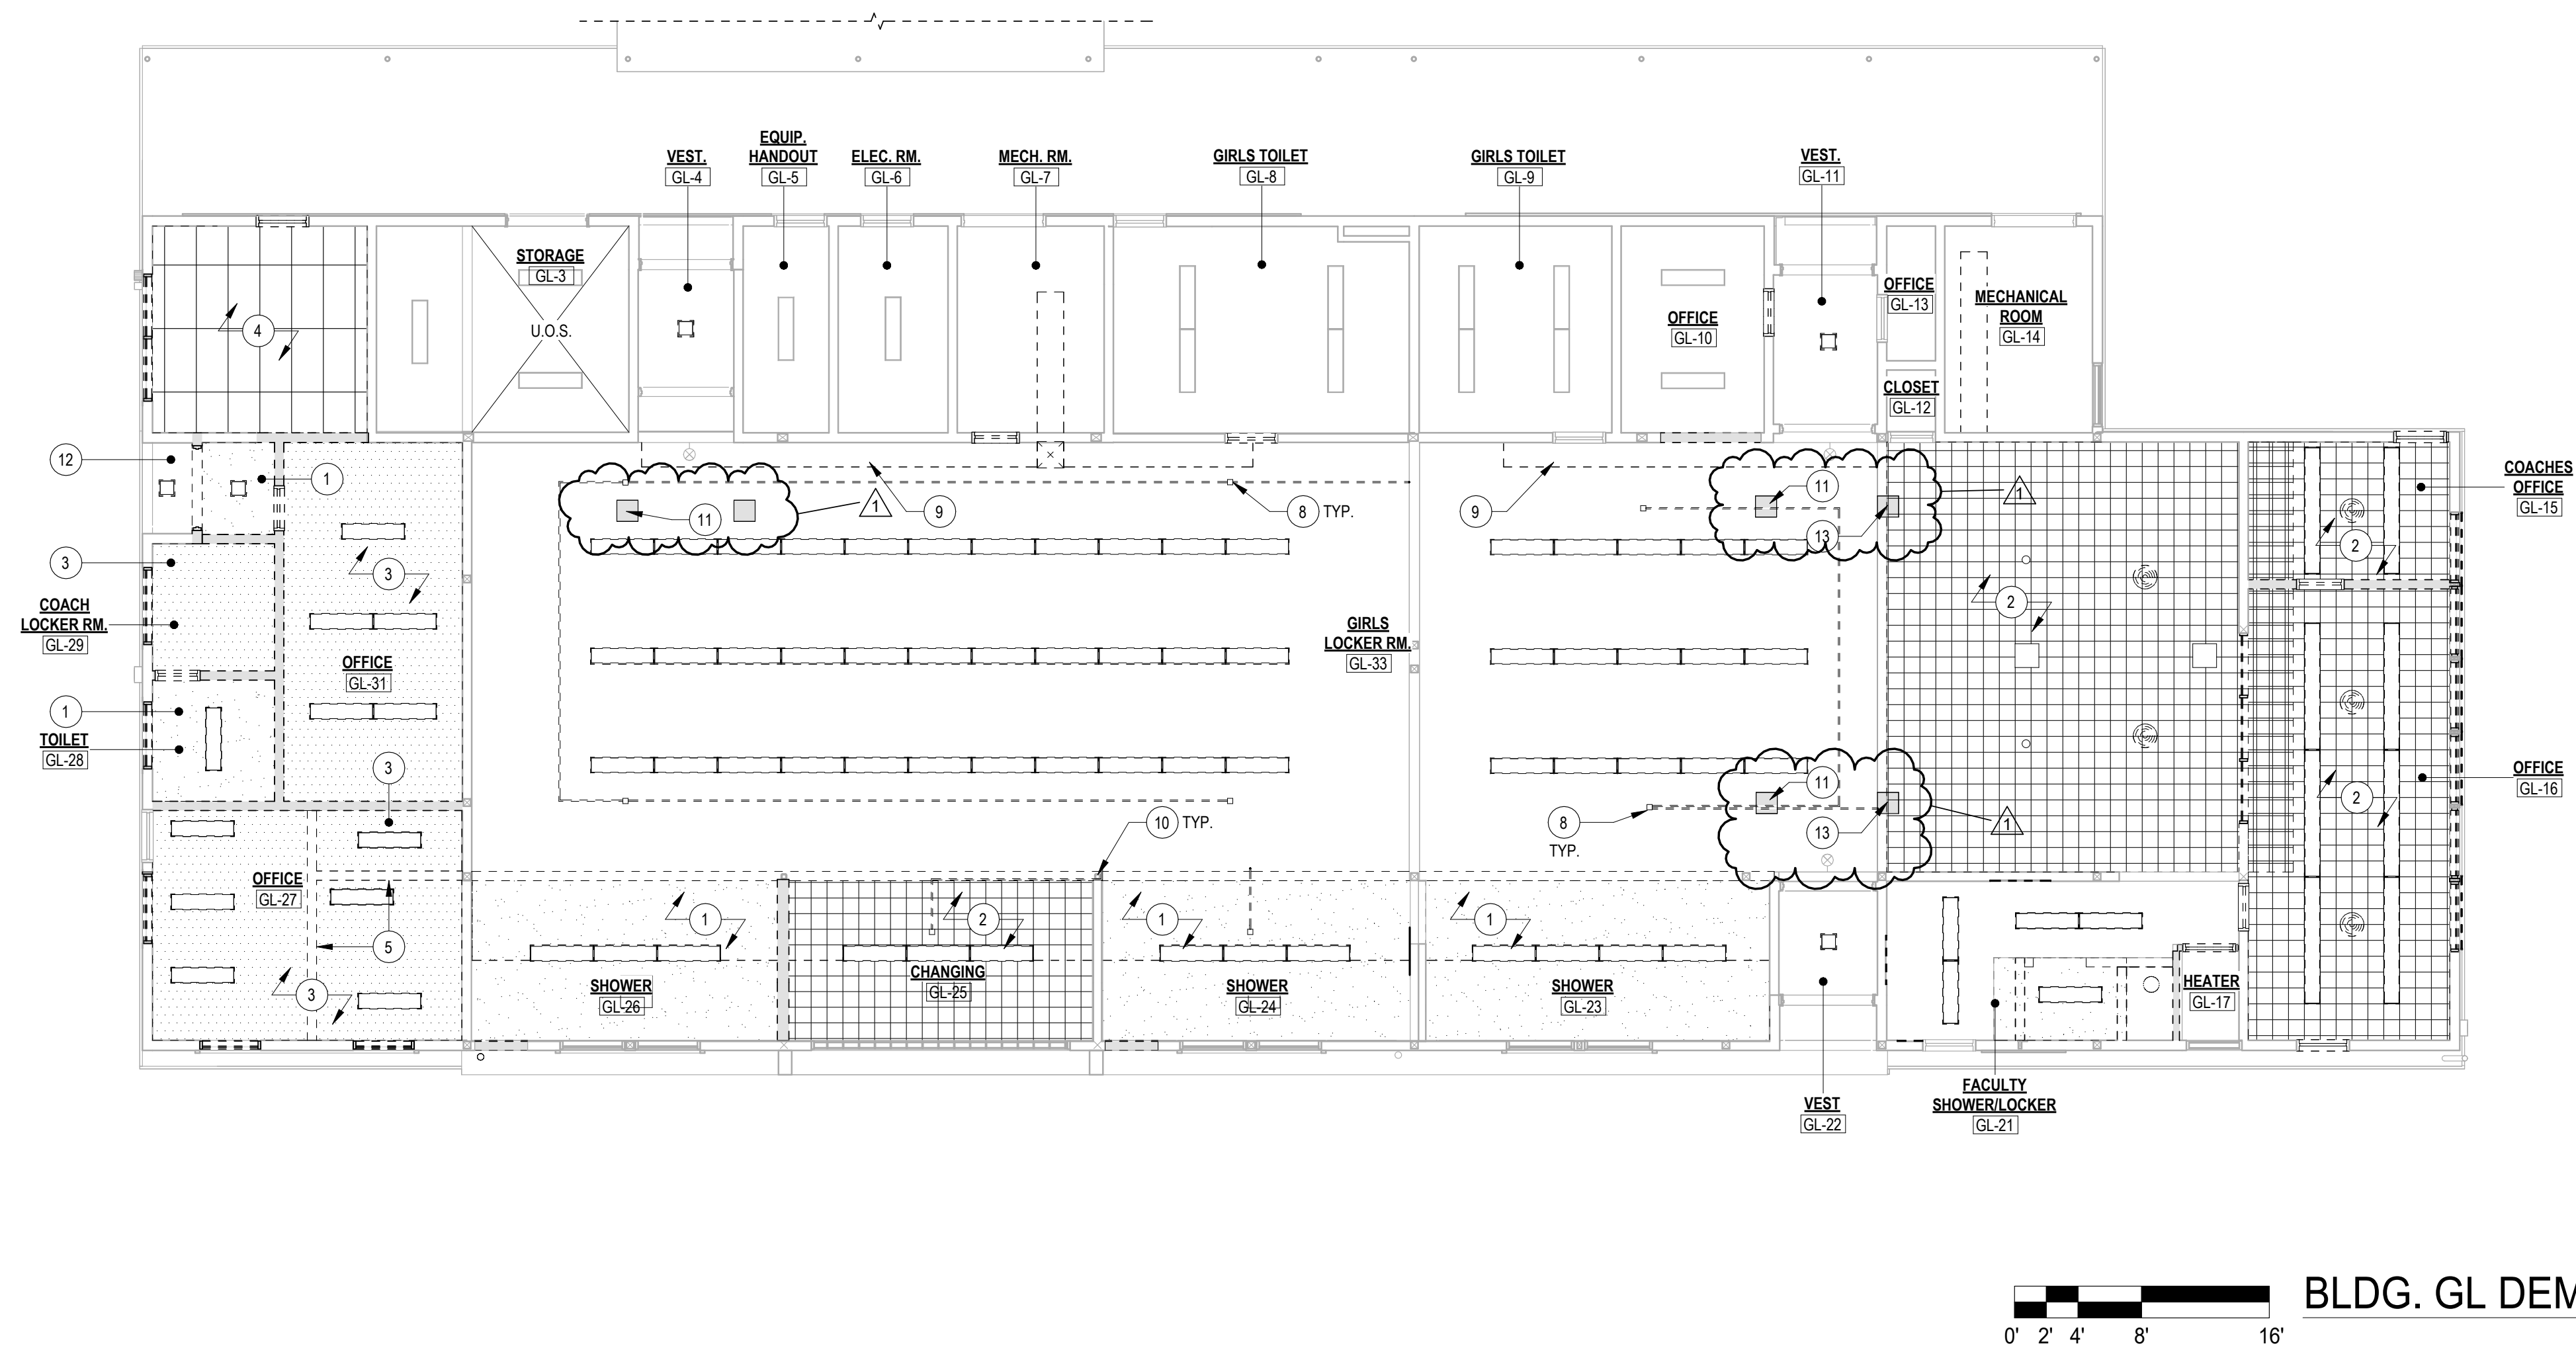 EQUIP.
HANDOUT
GL-5
VEST.
GL-4
ELEC. RM.
GL-6
MECH. RM.
GL-7
GIRLS TOILET
GL-8
GIRLS TOILET
GL-9
VEST.
GL-11
STORAGE
GL-3
U.O.S.
4
OFFICE
GL-10
OFFICE
GL-13
CLOSET
GL-12
MECHANICAL
ROOM
GL-14
12
1
11
1
9
8 TYP.
9
11
13
1
COACHES
OFFICE
GL-15
2
3
3
COACH
LOCKER RM.
GL-29
OFFICE
GL-31
GIRLS
LOCKER RM.
GL-33
2
1
TOILET
GL-28
3
10 TYP.
8
TYP.
11
13
1
2
OFFICE
GL-16
OFFICE
GL-27
5
3
1
SHOWER
GL-26
2
CHANGING
GL-25
1
SHOWER
GL-24
1
SHOWER
GL-23
HEATER
GL-17
VEST
GL-22
FACULTY
SHOWER/LOCKER
GL-21
0' 2' 4' 8' 16'
BLDG. GL DEM